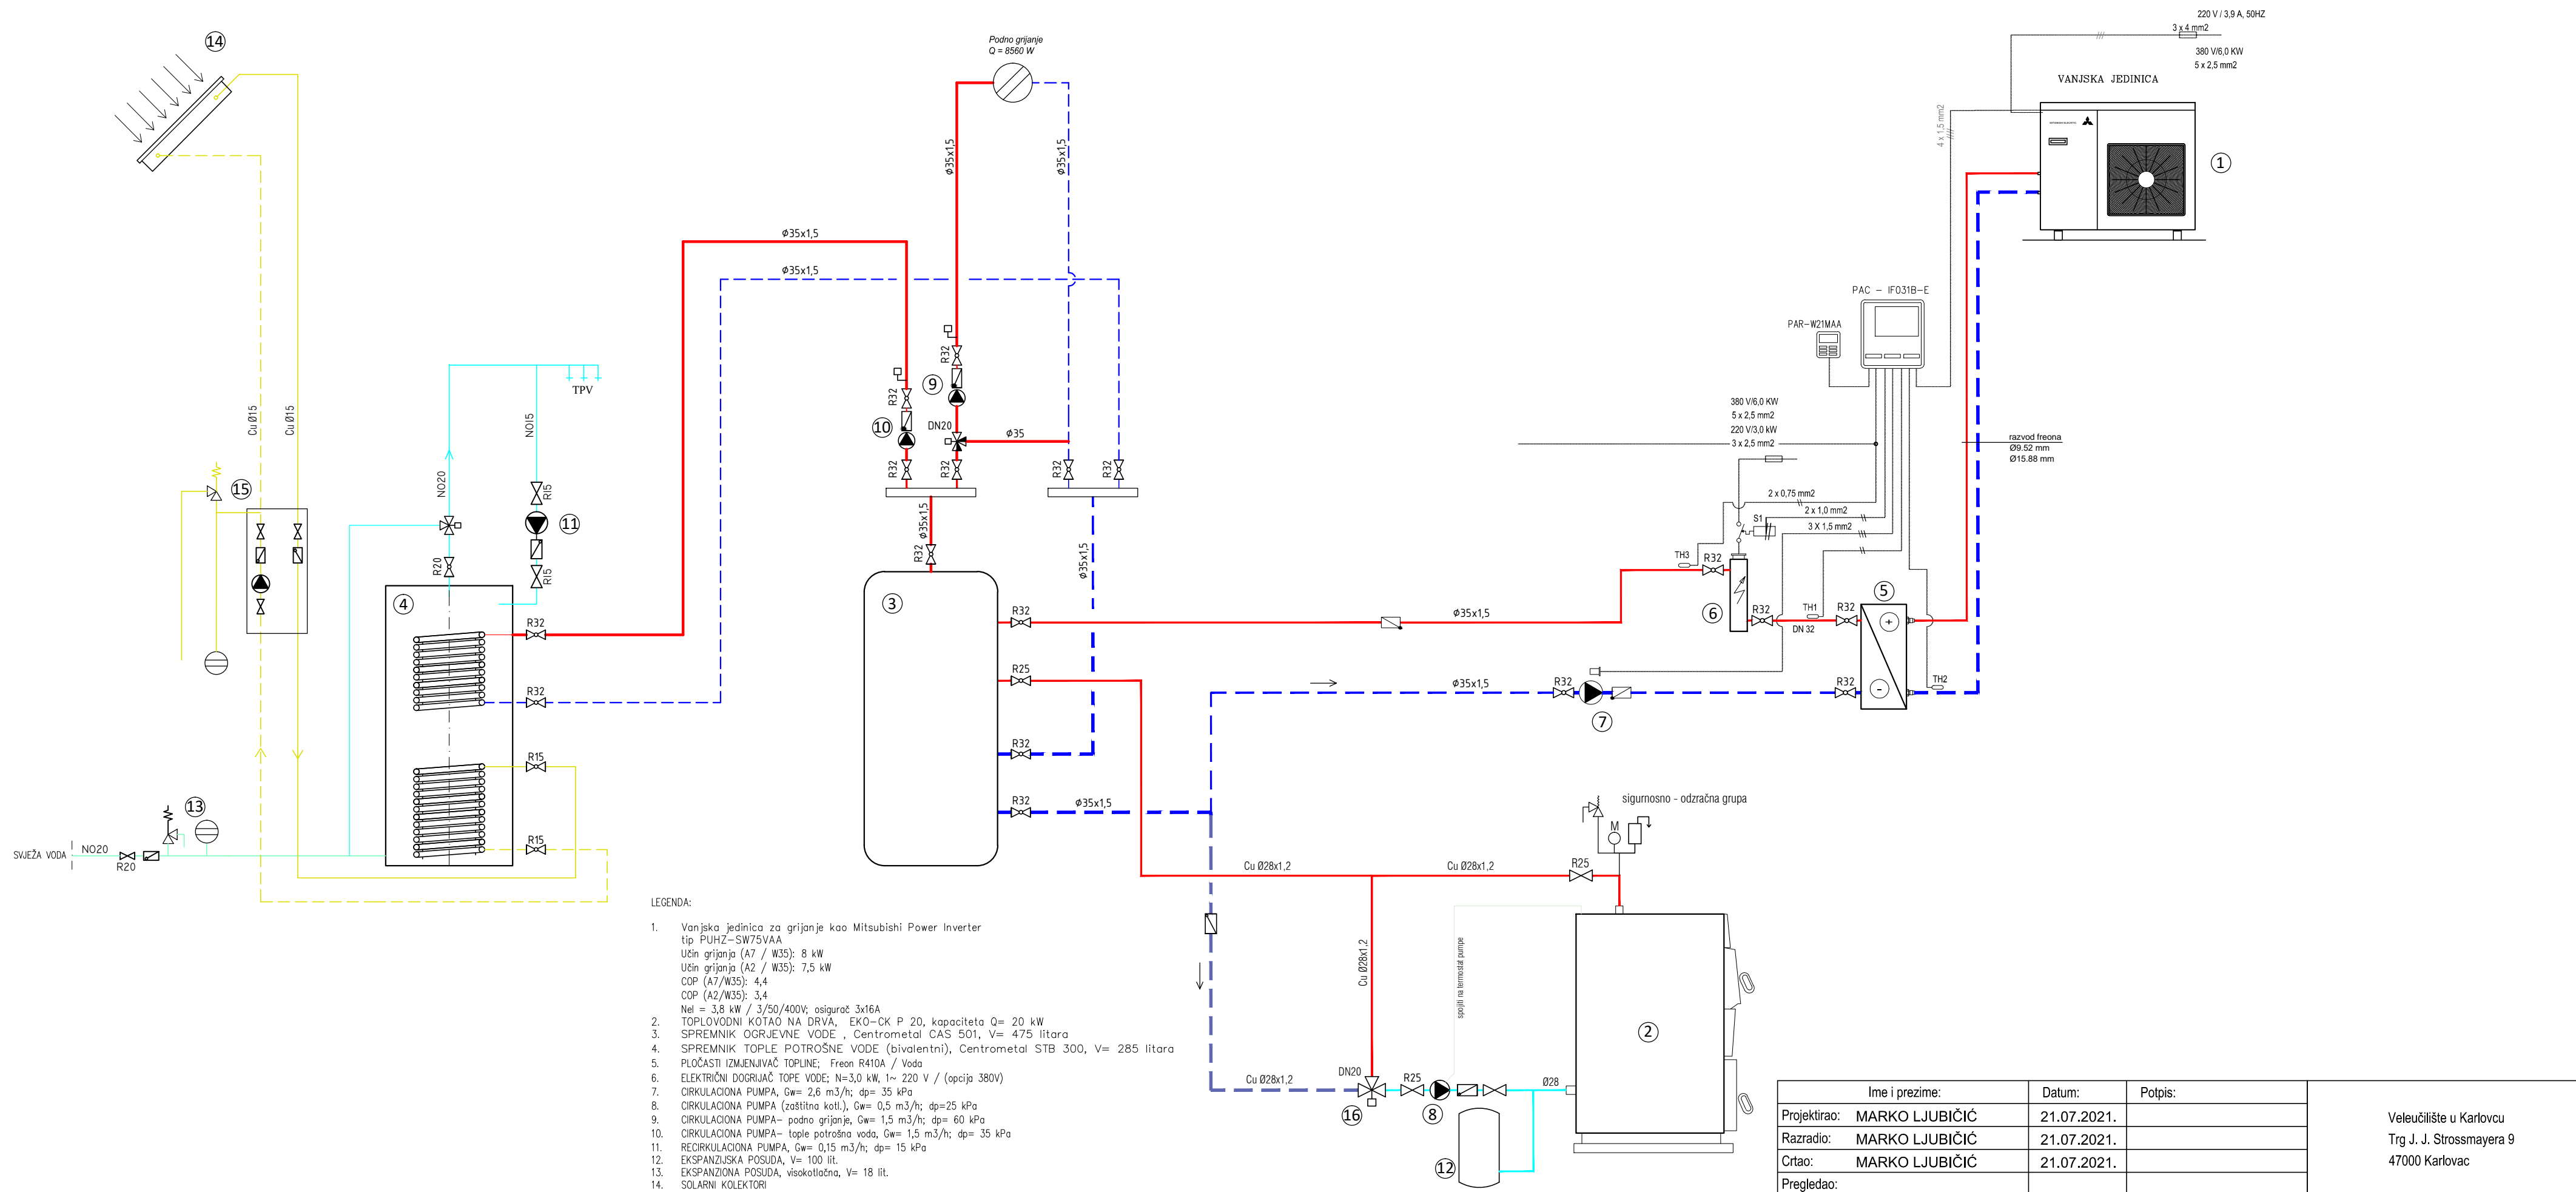 14
Podno grijanje
Q = 8560 W
220 V / 3,9 A, 50HZ
3 x 4 mm2
380 V/6,0 KW
5 x 2,5 mm2
VANJSKA JEDINICA
4 x 1,5 mm2
1
Φ35x1,5
Φ35x1,5
Φ35x1,5
Φ35x1,5
PAC - IF031B-E
PAR-W21MAA
R32
R32
9
10
DN20
Φ35
R32
R32
R32
R32
TPV
Cu Ø15
Cu Ø15
NO20
NO15
R15
11
R15
R20
15
Φ35x1,5
R32
Φ35x1,5
380 V/6,0 KW
5 x 2,5 mm2
220 V/3,0 kW
3 x 2,5 mm2
razvod freona
Ø9.52 mm
Ø15.88 mm
2 x 0,75 mm2
2 x 1,0 mm2
S1
3 X 1,5 mm2
TH3
R32
6
R32
TH1
DN 32
R32
5
+
-
TH2
4
R32
R32
R15
R15
3
R32
R25
R32
R32
Φ35x1,5
Φ35x1,5
Φ35x1,5
R32
7
R32
13
SVJEŽA VODA
NO20
R20
sigurnosno - odzračna grupa
M
R25
Cu Ø28x1,2
Cu Ø28x1,2
Cu Ø28x1.2
spojiti na termostat pumpe
2
Cu Ø28x1,2
DN20
16
R25
8
Ø28
12
LEGENDA:
1. Vanjska jedinica za grijanje kao Mitsubishi Power Inverter
tip PUHZ-SW75VAA
Učin grijanja (A7 / W35): 8 kW
Učin grijanja (A2 / W35): 7,5 kW
COP (A7/W35): 4,4
COP (A2/W35): 3,4
Nel = 3,8 kW / 3/50/400V; osigurač 3x16A
2. TOPLOVODNI KOTAO NA DRVA, EKO-CK P 20, kapaciteta Q= 20 kW
3. SPREMNIK OGRJEVNE VODE , Centrometal CAS 501, V= 475 litara
4. SPREMNIK TOPLE POTROŠNE VODE (bivalentni), Centrometal STB 300, V= 285 litara
5. PLOČASTI IZMJENJIVAČ TOPLINE; Freon R410A / Voda
6. ELEKTRIČNI DOGRIJAČ TOPE VODE; N=3,0 kW, 1~ 220 V / (opcija 380V)
7. CIRKULACIONA PUMPA, Gw= 2,6 m3/h; dp= 35 kPa
8. CIRKULACIONA PUMPA (zaštitna kotl.), Gw= 0,5 m3/h; dp=25 kPa
9. CIRKULACIONA PUMPA- podno grijanje, Gw= 1,5 m3/h; dp= 60 kPa
10. CIRKULACIONA PUMPA- tople potrošna voda, Gw= 1,5 m3/h; dp= 35 kPa
11. RECIRKULACIONA PUMPA, Gw= 0,15 m3/h; dp= 15 kPa
12. EKSPANZIJSKA POSUDA, V= 100 lit.
13. EKSPANZIONA POSUDA, visokotlačna, V= 18 lit.
14. SOLARNI KOLEKTORI
Ime i prezime: Datum: Potpis:
Projektirao: MARKO LJUBIČIĆ 21.07.2021.
Razradio: MARKO LJUBIČIĆ 21.07.2021.
Crtao: MARKO LJUBIČIĆ 21.07.2021.
Pregledao:
Veleučilište u Karlovcu
Trg J. J. Strossmayera 9
47000 Karlovac